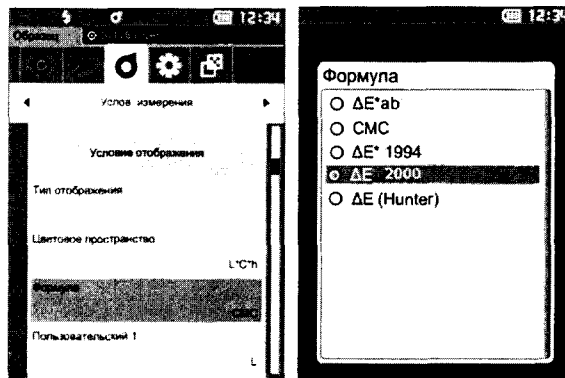 12:34
Образец
Услов. измерения
Условие отображения
Тип отображения
Цветовое пространство
L*C*h
Формула
CMC
Пользовательский 1
L
12:34
Формула
ΔE*ab
CMC
ΔE* 1994
ΔE 2000
ΔE (Hunter)